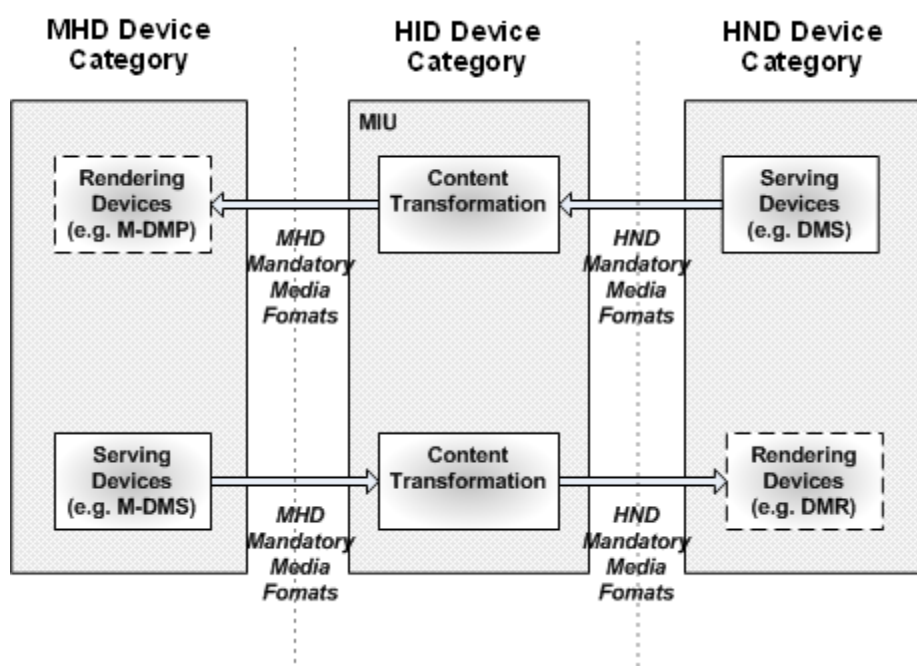 MHD Device
Category
HID Device
Category
HND Device
Category
MIU
Rendering
Devices
(e.g. M-DMP)
Content
Transformation
Serving
Devices
(e.g. DMS)
MHD
Mandatory
Media
Fomats
HND
Mandatory
Media
Fomats
Serving
Devices
(e.g. M-DMS)
Content
Transformation
Rendering
Devices
(e.g. DMR)
MHD
Mandatory
Media
Fomats
HND
Mandatory
Media
Fomats